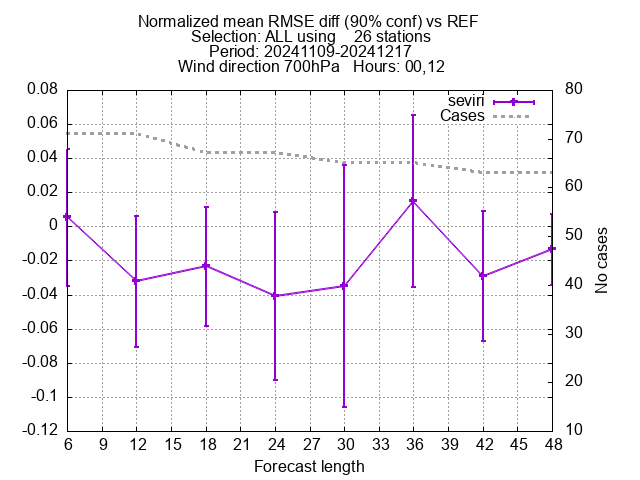 Normalized mean RMSE diff (90% conf) vs REF
Selection: ALL using    26 stations
Period: 20241109-20241217
Wind direction 700hPa   Hours: 00,12
seviri
Cases
0.08
0.06
0.04
0.02
0
-0.02
-0.04
-0.06
-0.08
-0.1
-0.12
80
70
60
50
40
30
20
10
No cases
6 9 12 15 18 21 24 27 30 33 36 39 42 45 48
Forecast length